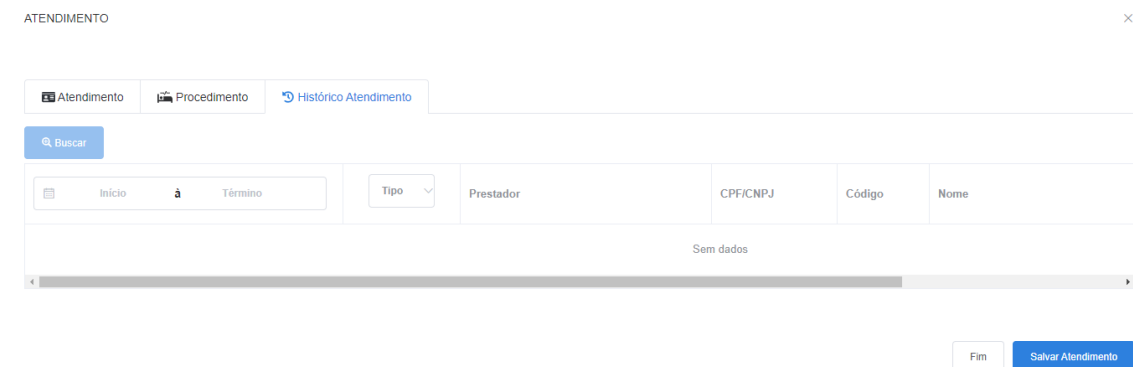 ATENDIMENTO
Atendimento Procedimento Histórico Atendimento
Buscar
Início à Término Tipo Prestador CPF/CNPJ Código Nome
Sem dados
Fim Salvar Atendimento